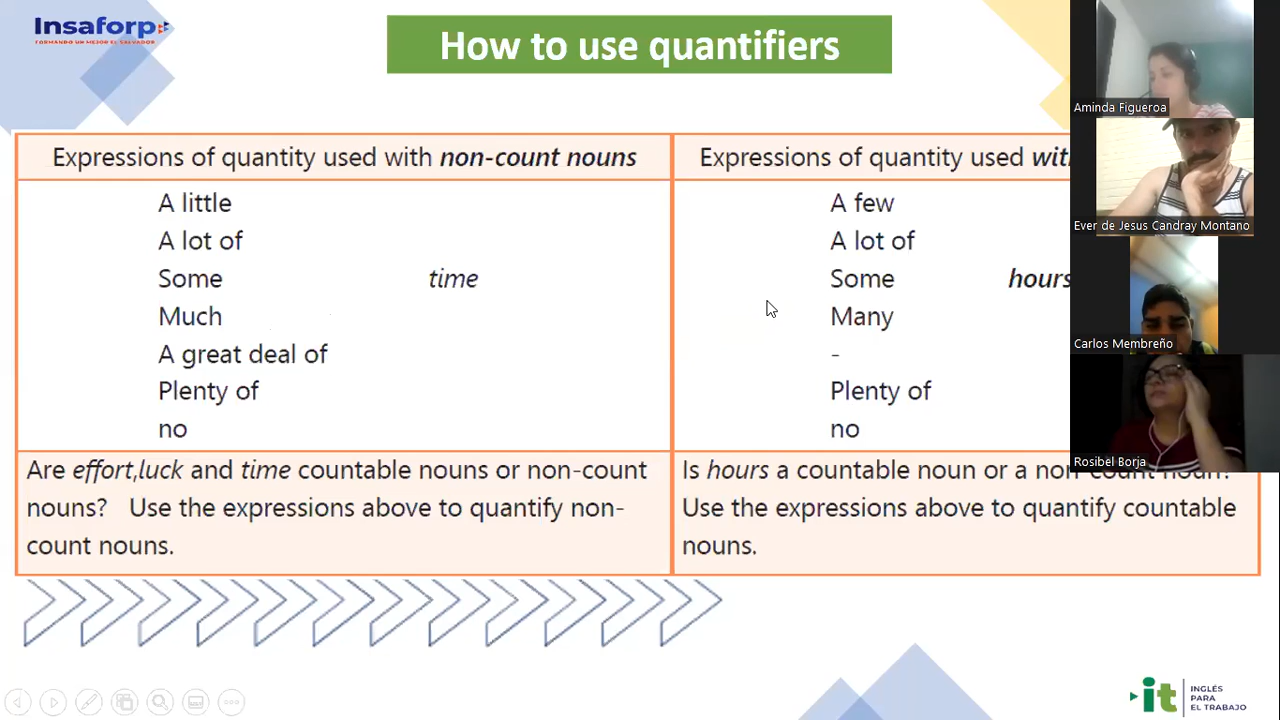 Insaforp
FORMANDO UN MEJOR EL SALVADOR
How to use quantifiers
Expressions of quantity used with non-count nouns
A little
A lot of
Some time
Much
A great deal of
Plenty of
no
Are effort,luck and time countable nouns or non-count
nouns? Use the expressions above to quantify non-
count nouns.
Expressions of quantity used with
A few
A lot of
Some hours
Many
-
Plenty of
no
Is hours a countable noun or a non-count noun?
Use the expressions above to quantify countable
nouns.
Aminda Figueroa
Ever de Jesus Candray Montano
Carlos Membreño
Rosibel Borja
it
INGLÉS
PARA
EL TRABAJO